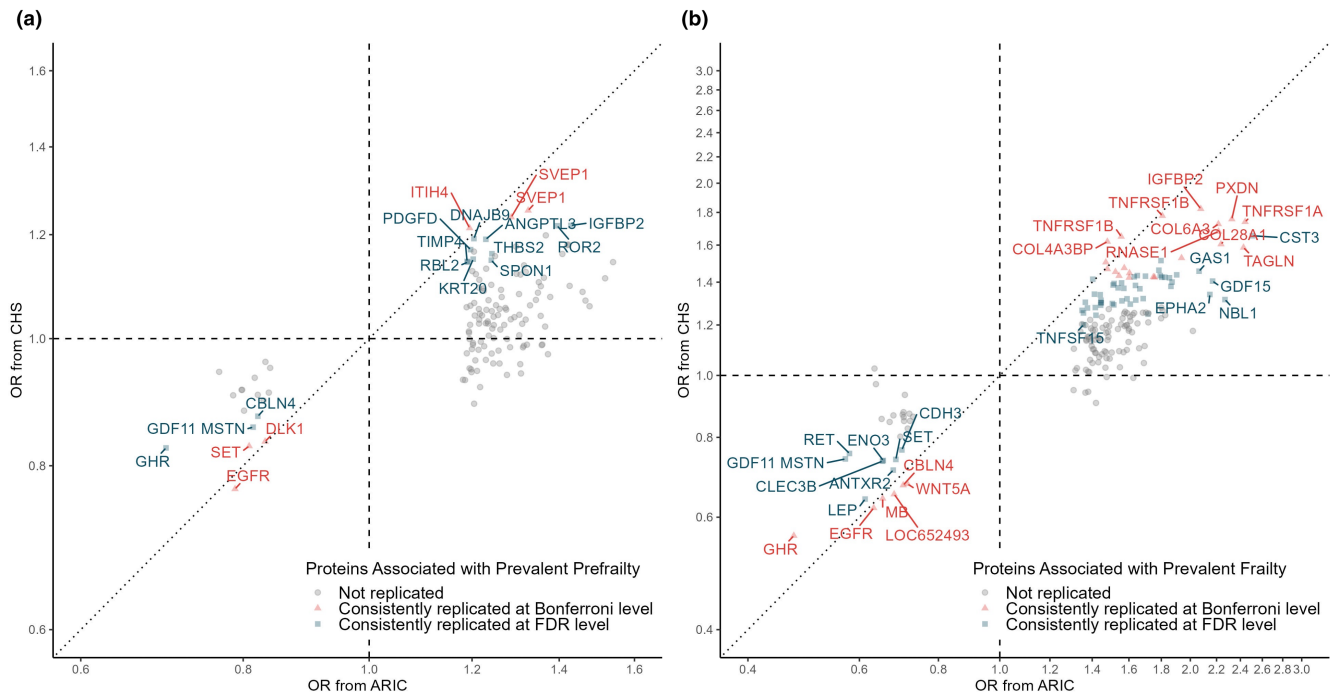 (a)
1.6
1.4
1.2
1.0
0.8
0.6
OR from CHS
ITIH4
SVEP1
SVEP1
PDGFD
DNAJB9
ANGPTL3
IGFBP2
TIMP4
THBS2
ROR2
RBL2
SPON1
KRT20
CBLN4
GDF11 MSTN
DLK1
GHR
SET
EGFR
Proteins Associated with Prevalent Prefrailty
Not replicated
Consistently replicated at Bonferroni level
Consistently replicated at FDR level
0.6 0.8 1.0 1.2 1.4 1.6
OR from ARIC
(b)
3.0
2.8
2.6
2.4
2.2
2.0
1.8
1.6
1.4
1.2
1.0
0.8
0.6
0.4
OR from CHS
IGFBP2
PXDN
TNFRSF1B
TNFRSF1A
TNFRSF1B
COL6A3
COL28A1
CST3
COL4A3BP
RNASE1
TAGLN
GAS1
GDF15
EPHA2
NBL1
TNFSF15
CDH3
RET
ENO3
SET
GDF11 MSTN
CBLN4
CLEC3B
ANTXR2
WNT5A
LEP
MB
EGFR
LOC652493
GHR
Proteins Associated with Prevalent Frailty
Not replicated
Consistently replicated at Bonferroni level
Consistently replicated at FDR level
0.4 0.6 0.8 1.0 1.2 1.4 1.6 1.8 2.0 2.2 2.4 2.6 2.8 3.0
OR from ARIC